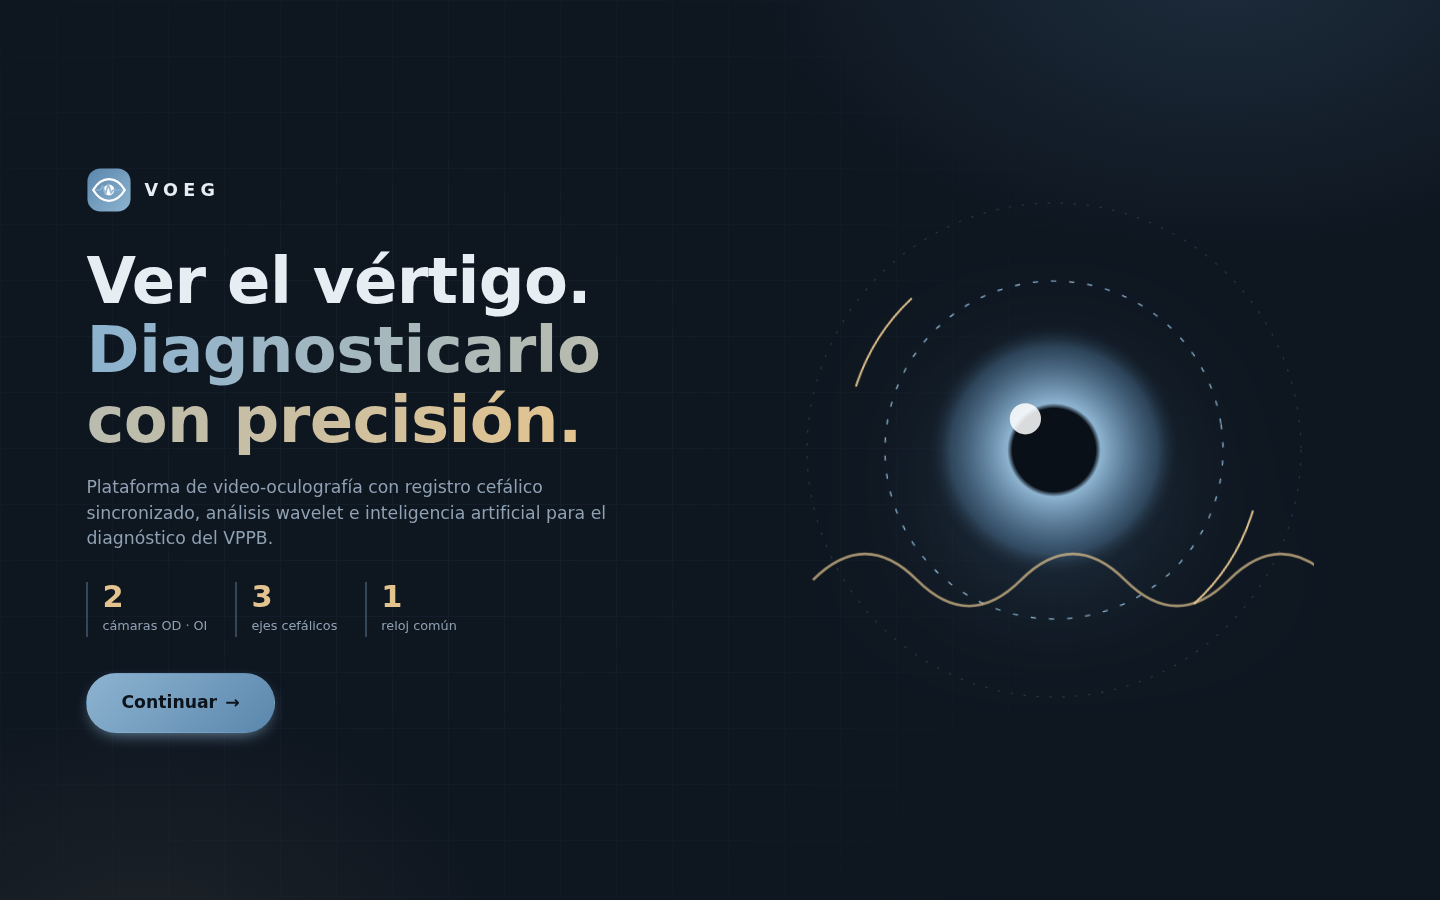 VOEG
Ver el vértigo.
Diagnosticarlo
con precisión.
Plataforma de video-oculografía con registro cefálico
sincronizado, análisis wavelet e inteligencia artificial para el
diagnóstico del VPPB.
2
cámaras OD · OI
3
ejes cefálicos
1
reloj común
Continuar →